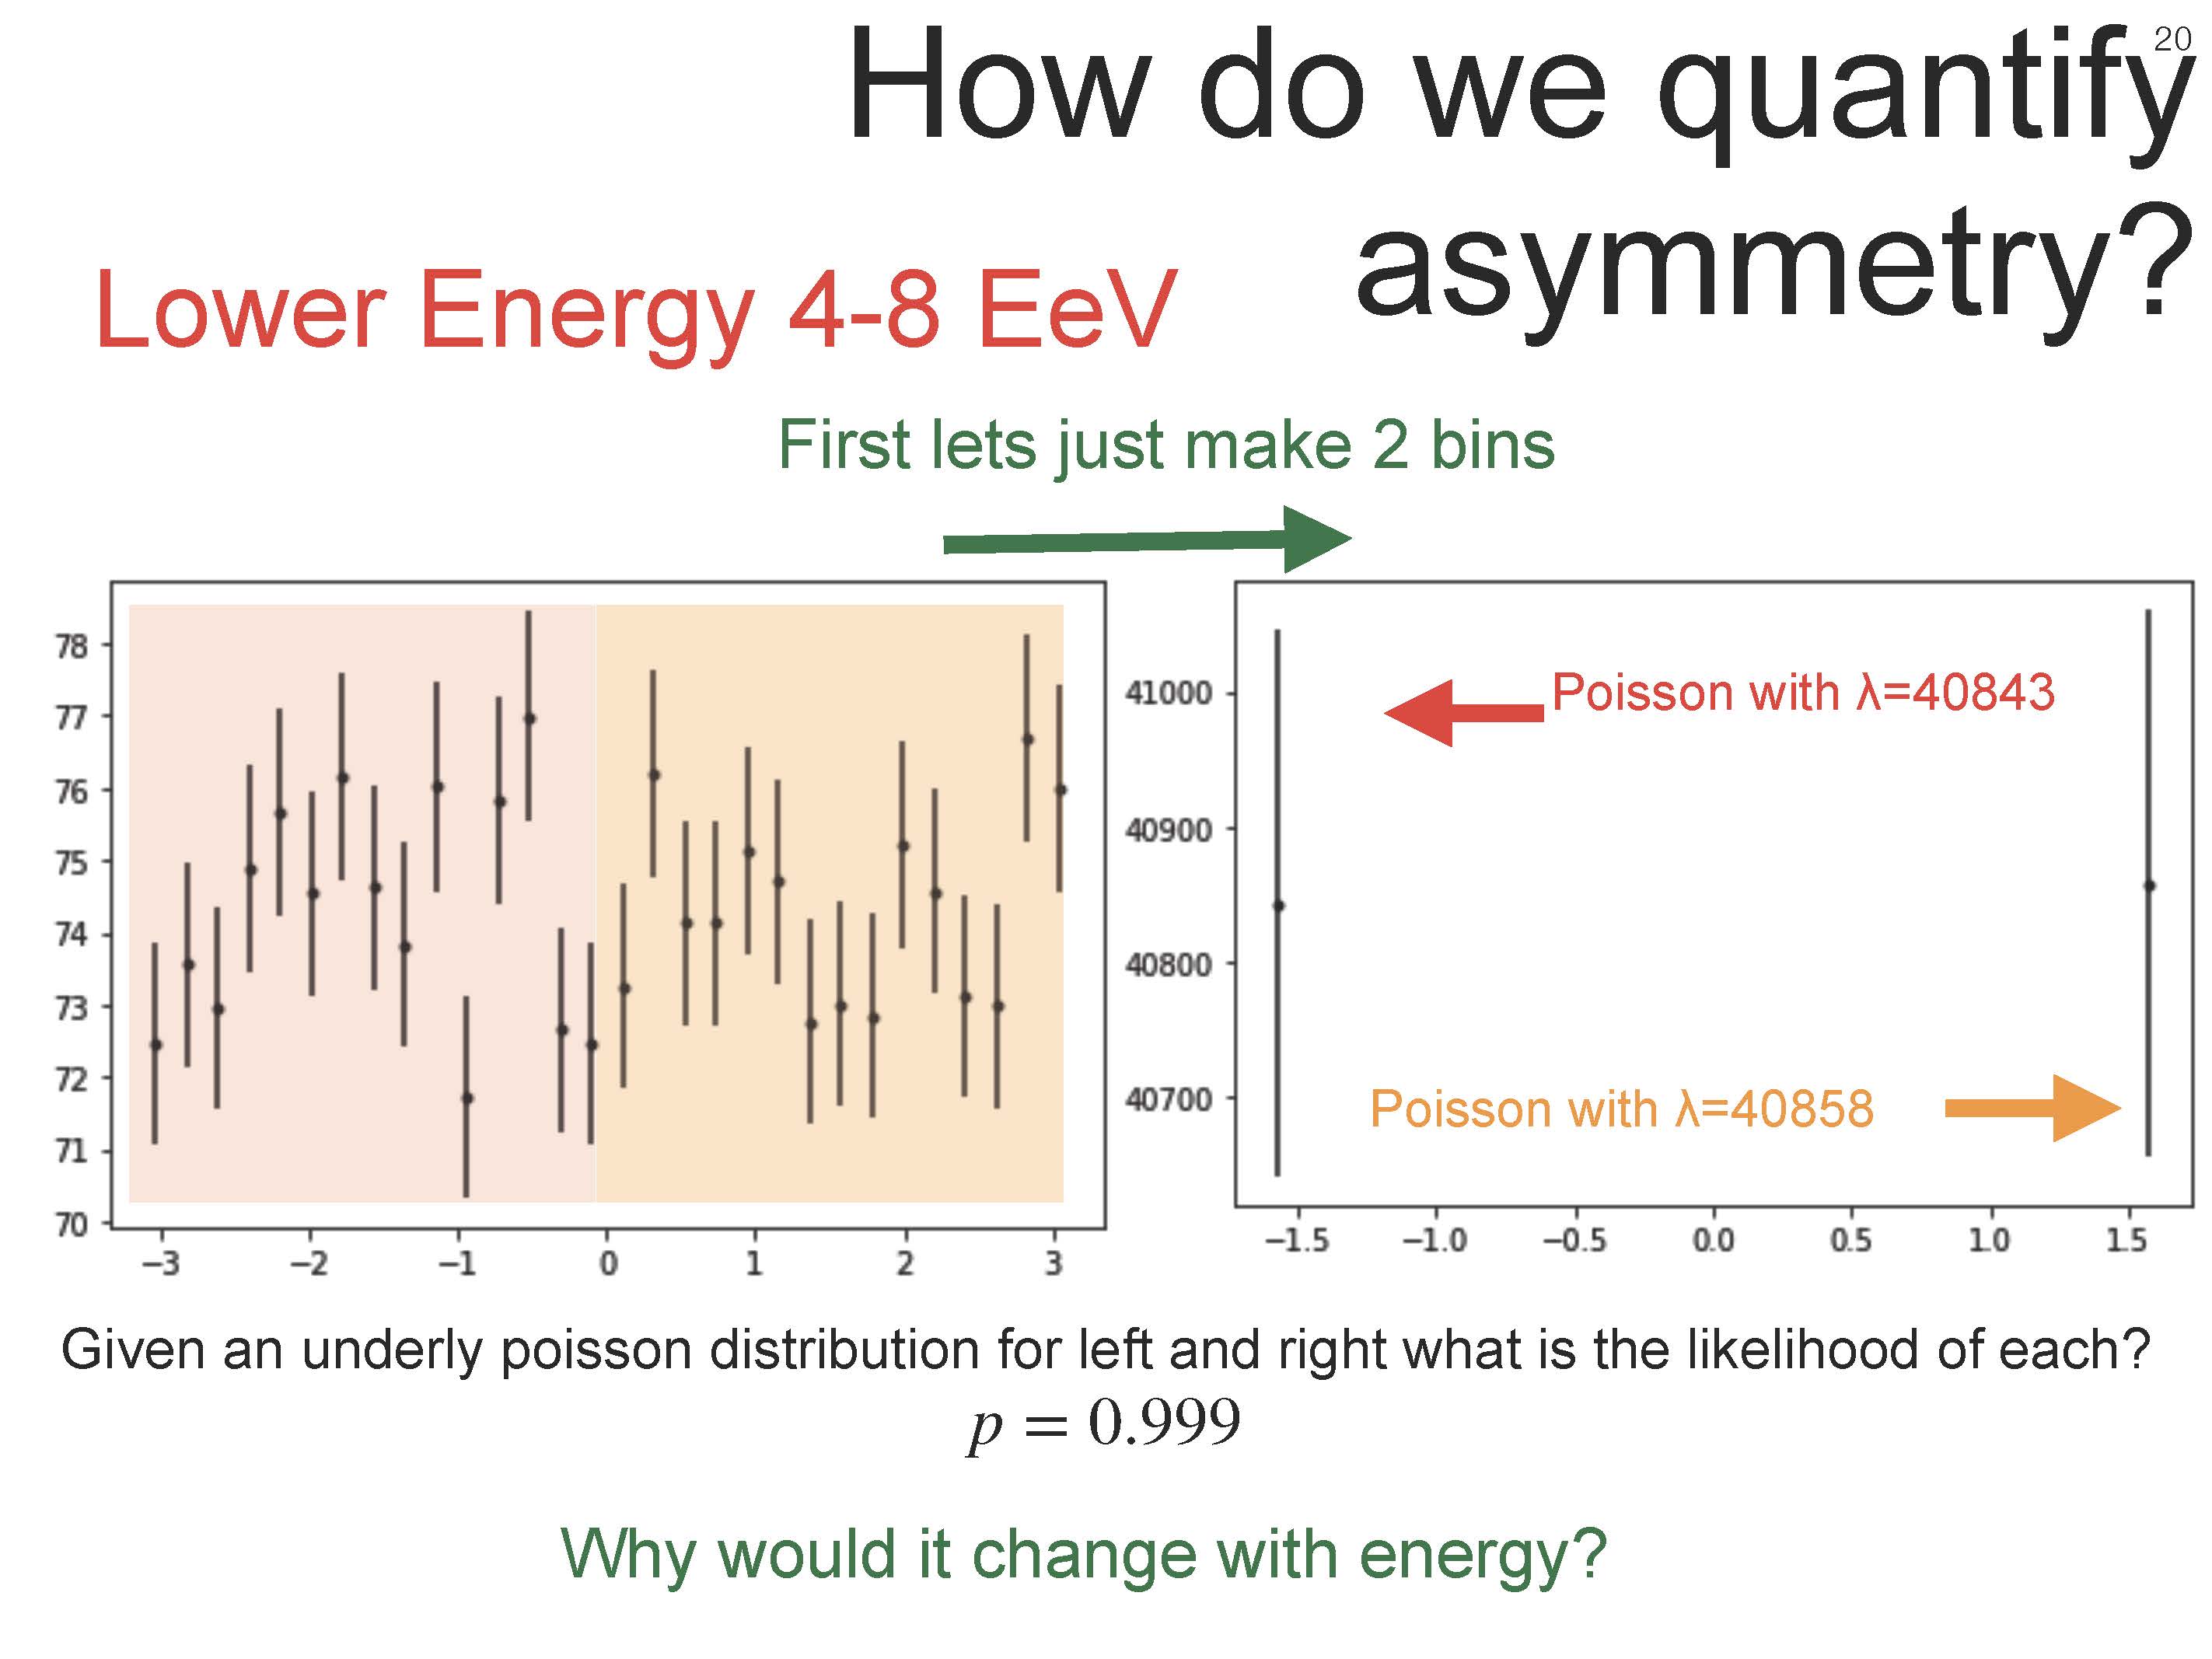 20
How do we quantify
asymmetry?
Lower Energy 4-8 EeV
First lets just make 2 bins
78
77
76
75
74
73
72
71
70
−3 −2 −1 0 1 2 3
41000
40900
40800
40700
−1.5 −1.0 −0.5 0.0 0.5 1.0 1.5
Poisson with λ=40843
Poisson with λ=40858
Given an underly poisson distribution for left and right what is the likelihood of each?
p = 0.999
Why would it change with energy?